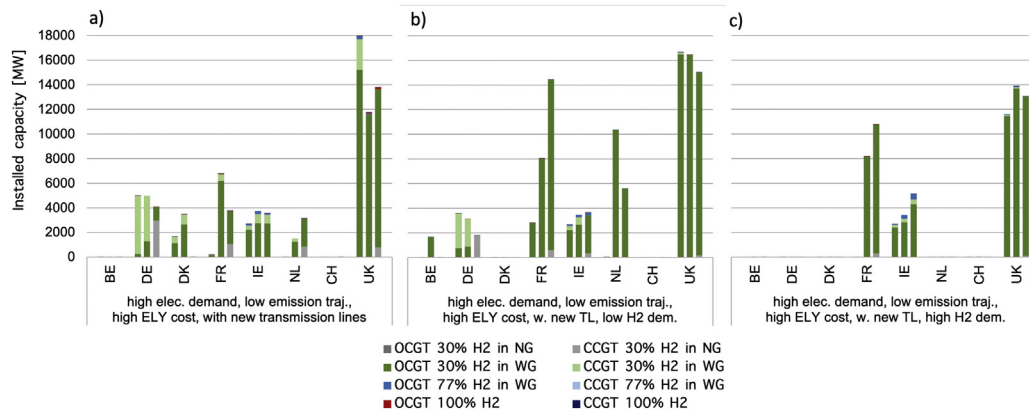 a)
b)
c)
Installed capacity [MW]
18000
16000
14000
12000
10000
8000
6000
4000
2000
0
BE DE DK FR IE NL CH UK
BE DE DK FR IE NL CH UK
BE DE DK FR IE NL CH UK
high elec. demand, low emission traj.,
high ELY cost, with new transmission lines
high elec. demand, low emission traj.,
high ELY cost, w. new TL, low H2 dem.
high elec. demand, low emission traj.,
high ELY cost, w. new TL, high H2 dem.
OCGT 30% H2 in NG
CCGT 30% H2 in NG
OCGT 30% H2 in WG
CCGT 30% H2 in WG
OCGT 77% H2 in WG
CCGT 77% H2 in WG
OCGT 100% H2
CCGT 100% H2